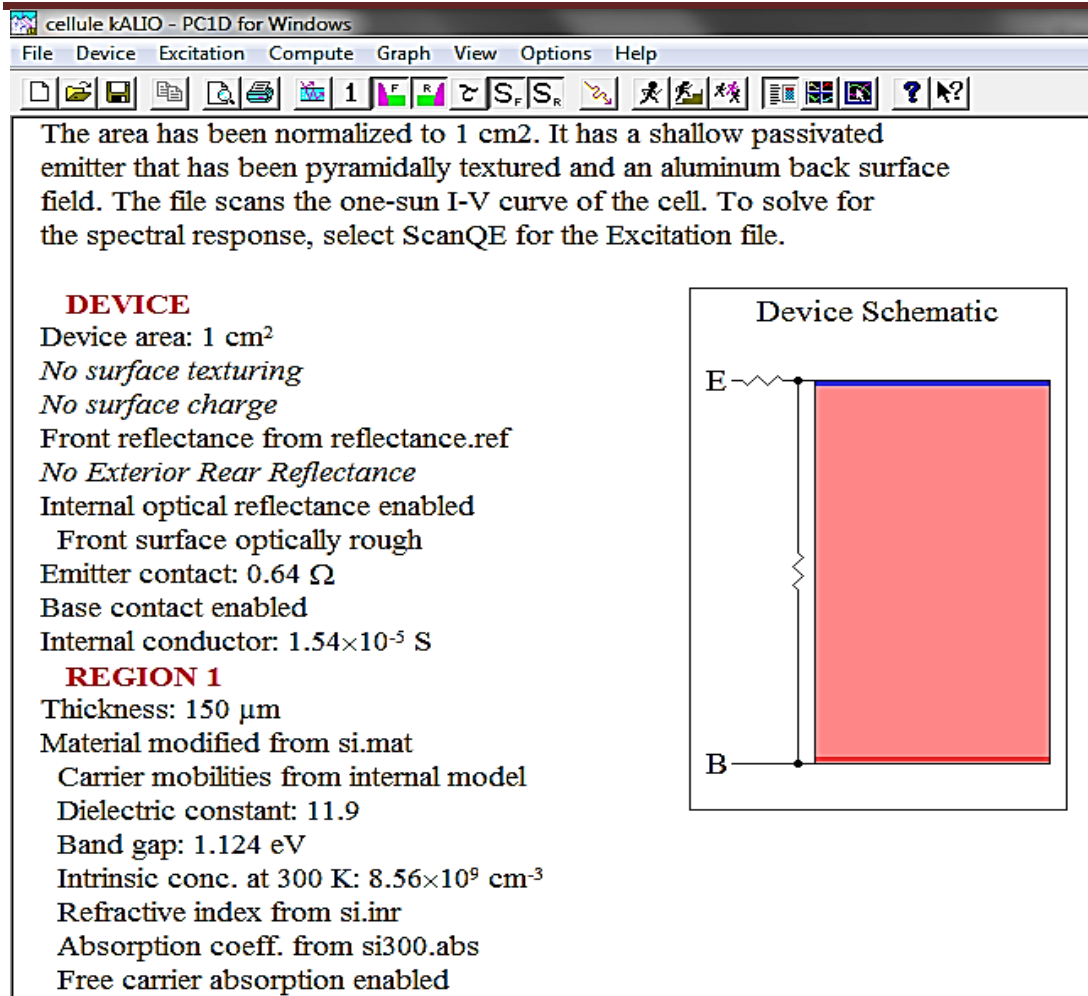 cellule kALIO - PC1D for Windows
File Device Excitation Compute Graph View Options Help
1 F R S_F S_R ? ?
The area has been normalized to 1 cm2. It has a shallow passivated
emitter that has been pyramidally textured and an aluminum back surface
field. The file scans the one-sun I-V curve of the cell. To solve for
the spectral response, select ScanQE for the Excitation file.
DEVICE
Device area: 1 cm²
No surface texturing
No surface charge
Front reflectance from reflectance.ref
No Exterior Rear Reflectance
Internal optical reflectance enabled
Front surface optically rough
Emitter contact: 0.64 Ω
Base contact enabled
Internal conductor: 1.54×10⁻⁵ S
REGION 1
Thickness: 150 µm
Material modified from si.mat
Carrier mobilities from internal model
Dielectric constant: 11.9
Band gap: 1.124 eV
Intrinsic conc. at 300 K: 8.56×10⁹ cm⁻³
Refractive index from si.inr
Absorption coeff. from si300.abs
Free carrier absorption enabled
Device Schematic
E
B